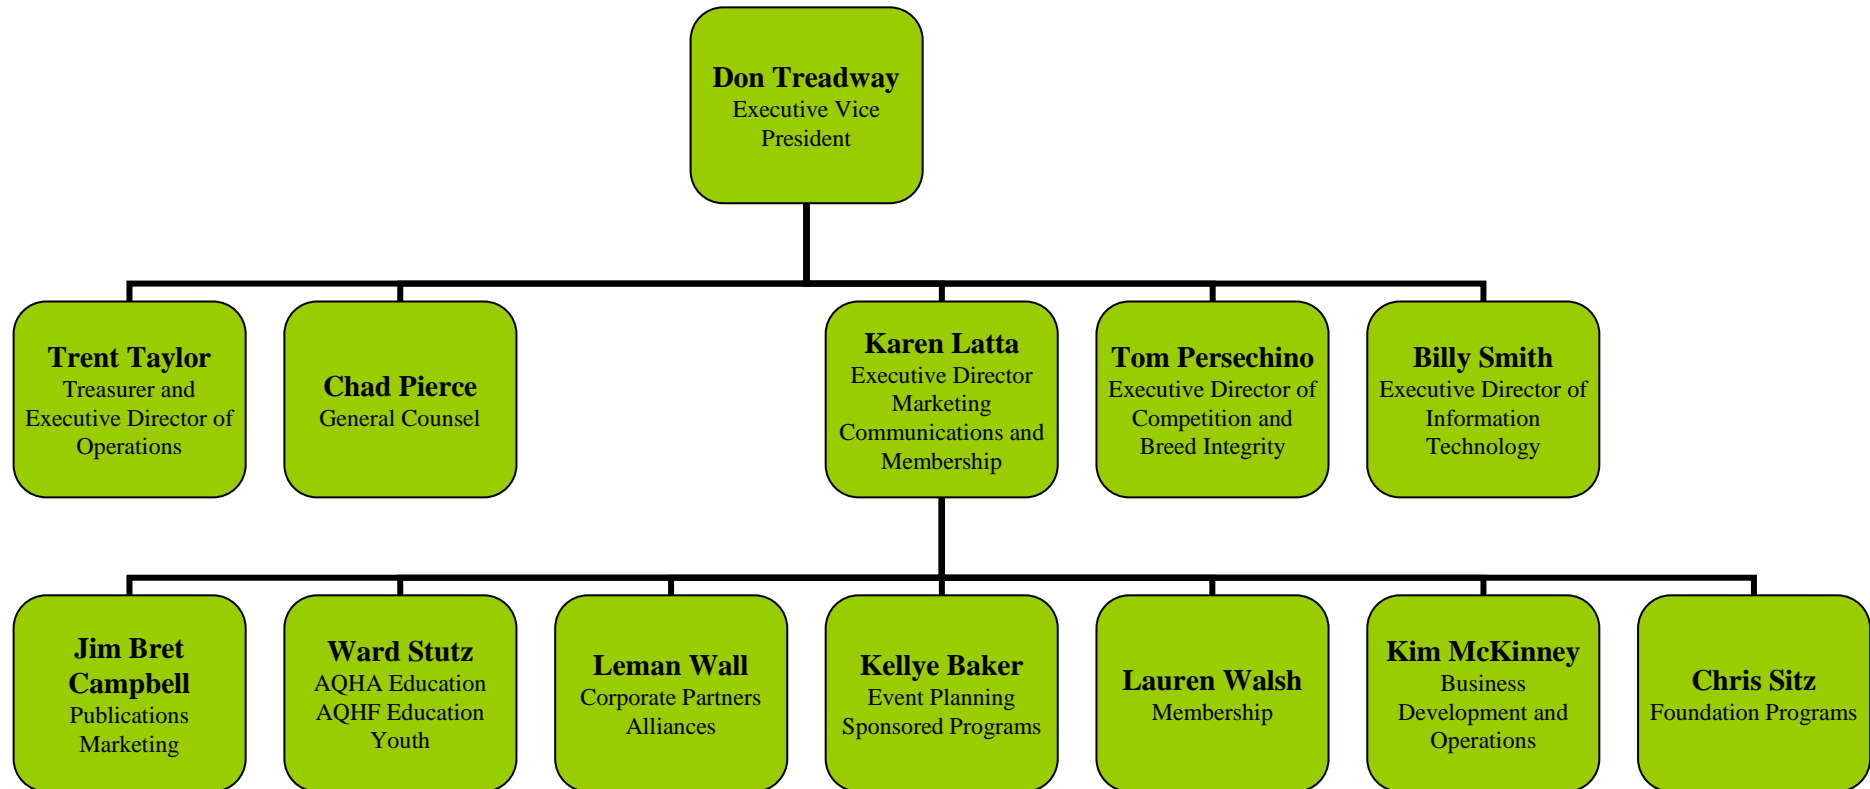 Don Treadway
Executive Vice
President
Trent Taylor
Treasurer and
Executive Director of
Operations
Chad Pierce
General Counsel
Karen Latta
Executive Director
Marketing
Communications and
Membership
Tom Persechino
Executive Director of
Competition and
Breed Integrity
Billy Smith
Executive Director of
Information
Technology
Jim Bret
Campbell
Publications
Marketing
Ward Stutz
AQHA Education
AQHF Education
Youth
Leman Wall
Corporate Partners
Alliances
Kellye Baker
Event Planning
Sponsored Programs
Lauren Walsh
Membership
Kim McKinney
Business
Development and
Operations
Chris Sitz
Foundation Programs